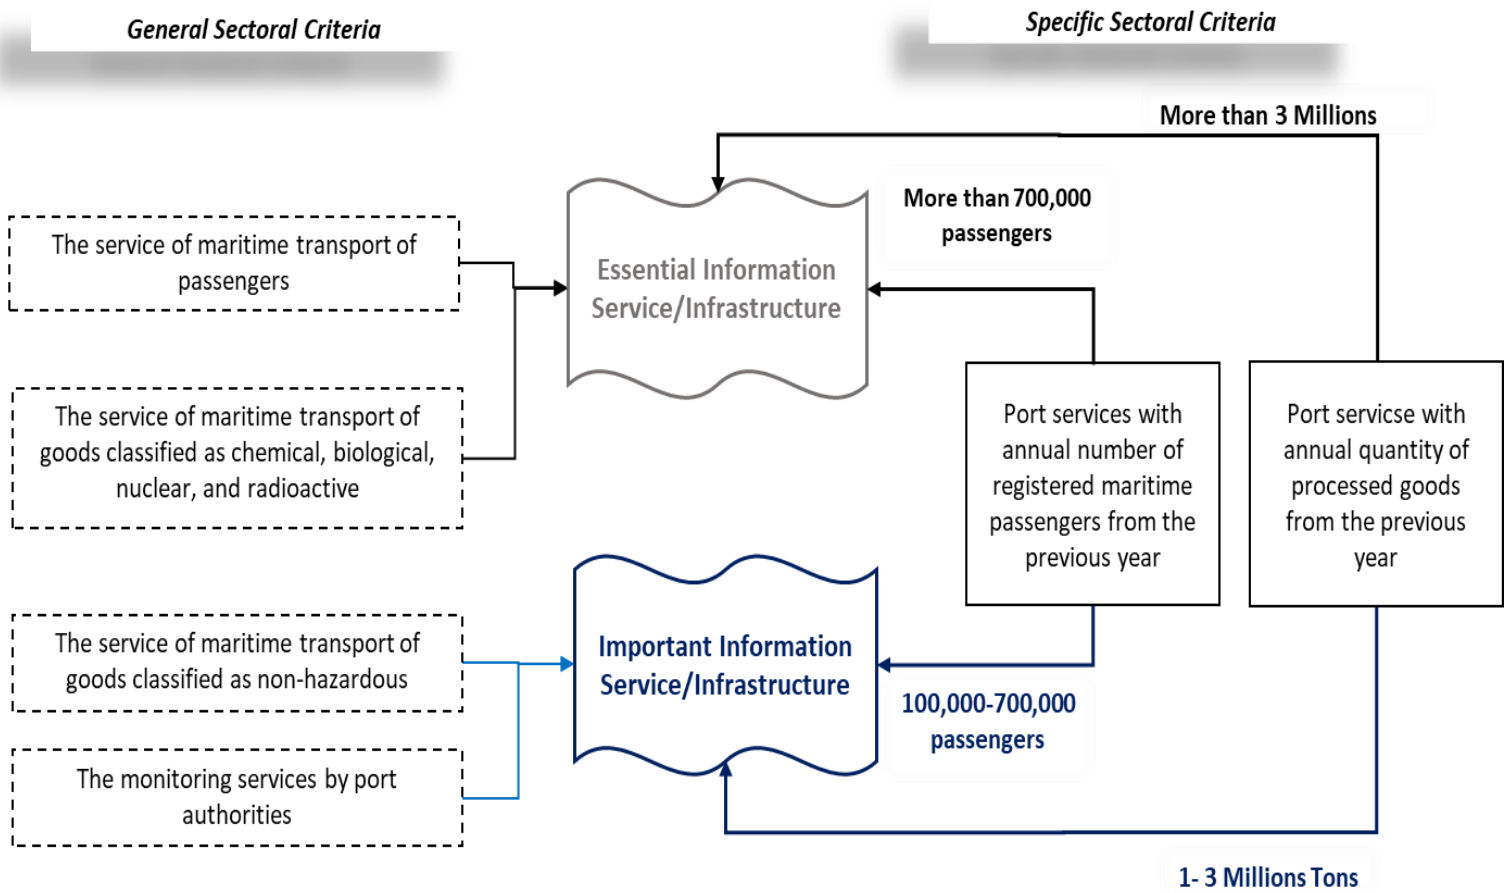 General Sectoral Criteria
Specific Sectoral Criteria
More than 3 Millions
More than 700,000
passengers
The service of maritime transport of
passengers
Essential Information
Service/Infrastructure
The service of maritime transport of
goods classified as chemical, biological,
nuclear, and radioactive
Port services with
annual number of
registered maritime
passengers from the
previous year
Port servicse with
annual quantity of
processed goods
from the previous
year
The service of maritime transport of
goods classified as non-hazardous
Important Information
Service/Infrastructure
100,000-700,000
passengers
The monitoring services by port
authorities
1- 3 Millions Tons